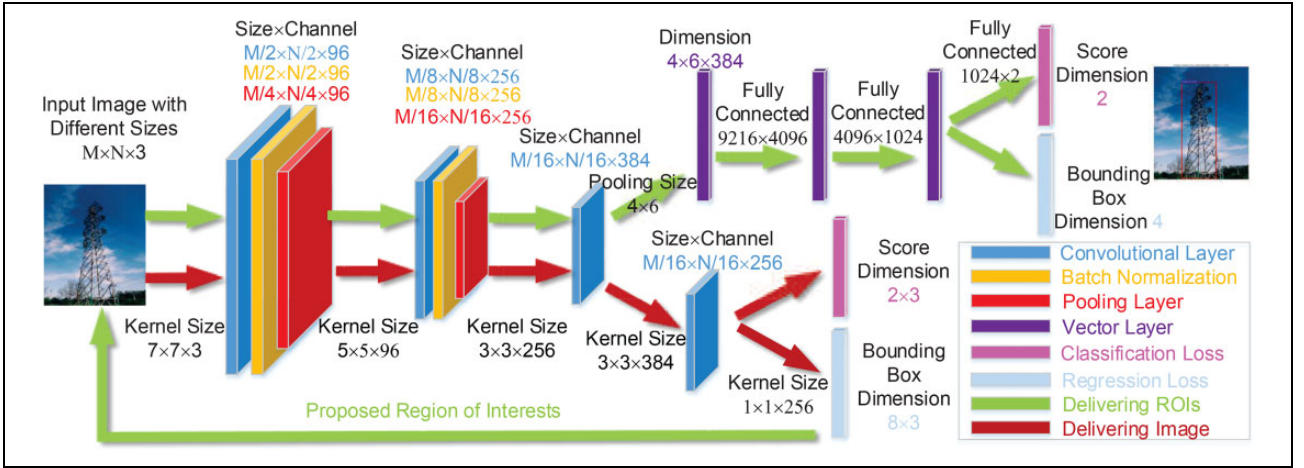 Input Image with
Different Sizes
M×N×3
Size×Channel
M/2×N/2×96
M/2×N/2×96
M/4×N/4×96
Size×Channel
M/8×N/8×256
M/8×N/8×256
M/16×N/16×256
Size×Channel
M/16×N/16×384
Pooling Size
4×6
Dimension
4×6×384
Fully
Connected
9216×4096
Fully
Connected
4096×1024
Fully
Connected
1024×2
Score
Dimension
2
Bounding
Box
Dimension 4
Size×Channel
M/16×N/16×256
Score
Dimension
2×3
Bounding
Box
Dimension
8×3
Kernel Size
7×7×3
Kernel Size
5×5×96
Kernel Size
3×3×256
Kernel Size
3×3×384
Kernel Size
1×1×256
Proposed Region of Interests
Convolutional Layer
Batch Normalization
Pooling Layer
Vector Layer
Classification Loss
Regression Loss
Delivering ROIs
Delivering Image